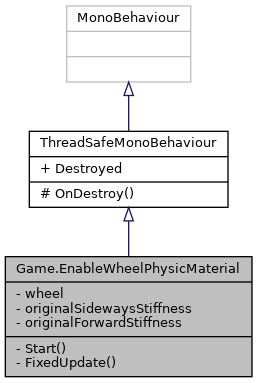 MonoBehaviour
ThreadSafeMonoBehaviour
+ Destroyed
# OnDestroy()
Game.EnableWheelPhysicMaterial
- wheel
- originalSidewaysStiffness
- originalForwardStiffness
- Start()
- FixedUpdate()